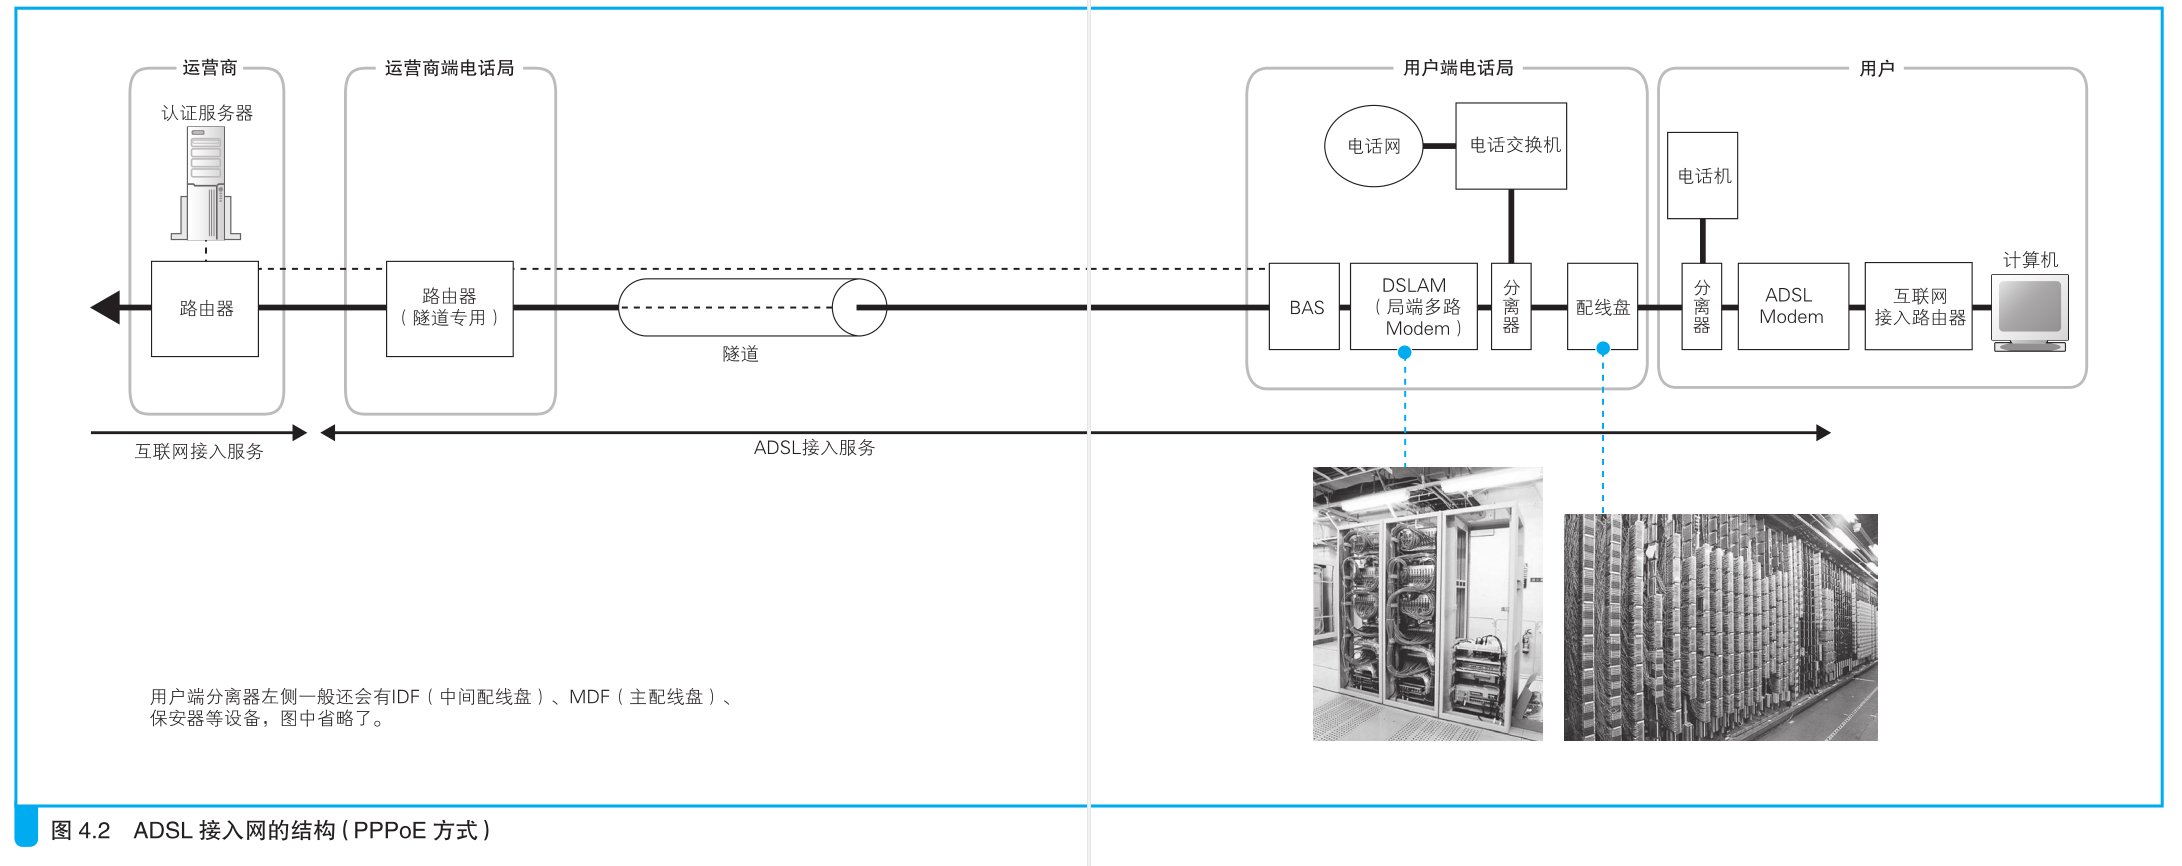 运营商
运营商端电话局
用户端电话局
用户
认证服务器
电话网
电话交换机
电话机
计算机
路由器
路由器
（隧道专用）
隧道
BAS
DSLAM
（局端多路
Modem）
分离器
配线盘
分离器
ADSL
Modem
互联网
接入路由器
互联网接入服务
ADSL接入服务
用户端分离器左侧一般还会有IDF（中间配线盘）、MDF（主配线盘）、
保安器等设备，图中省略了。
图 4.2 ADSL 接入网的结构（PPPoE 方式）